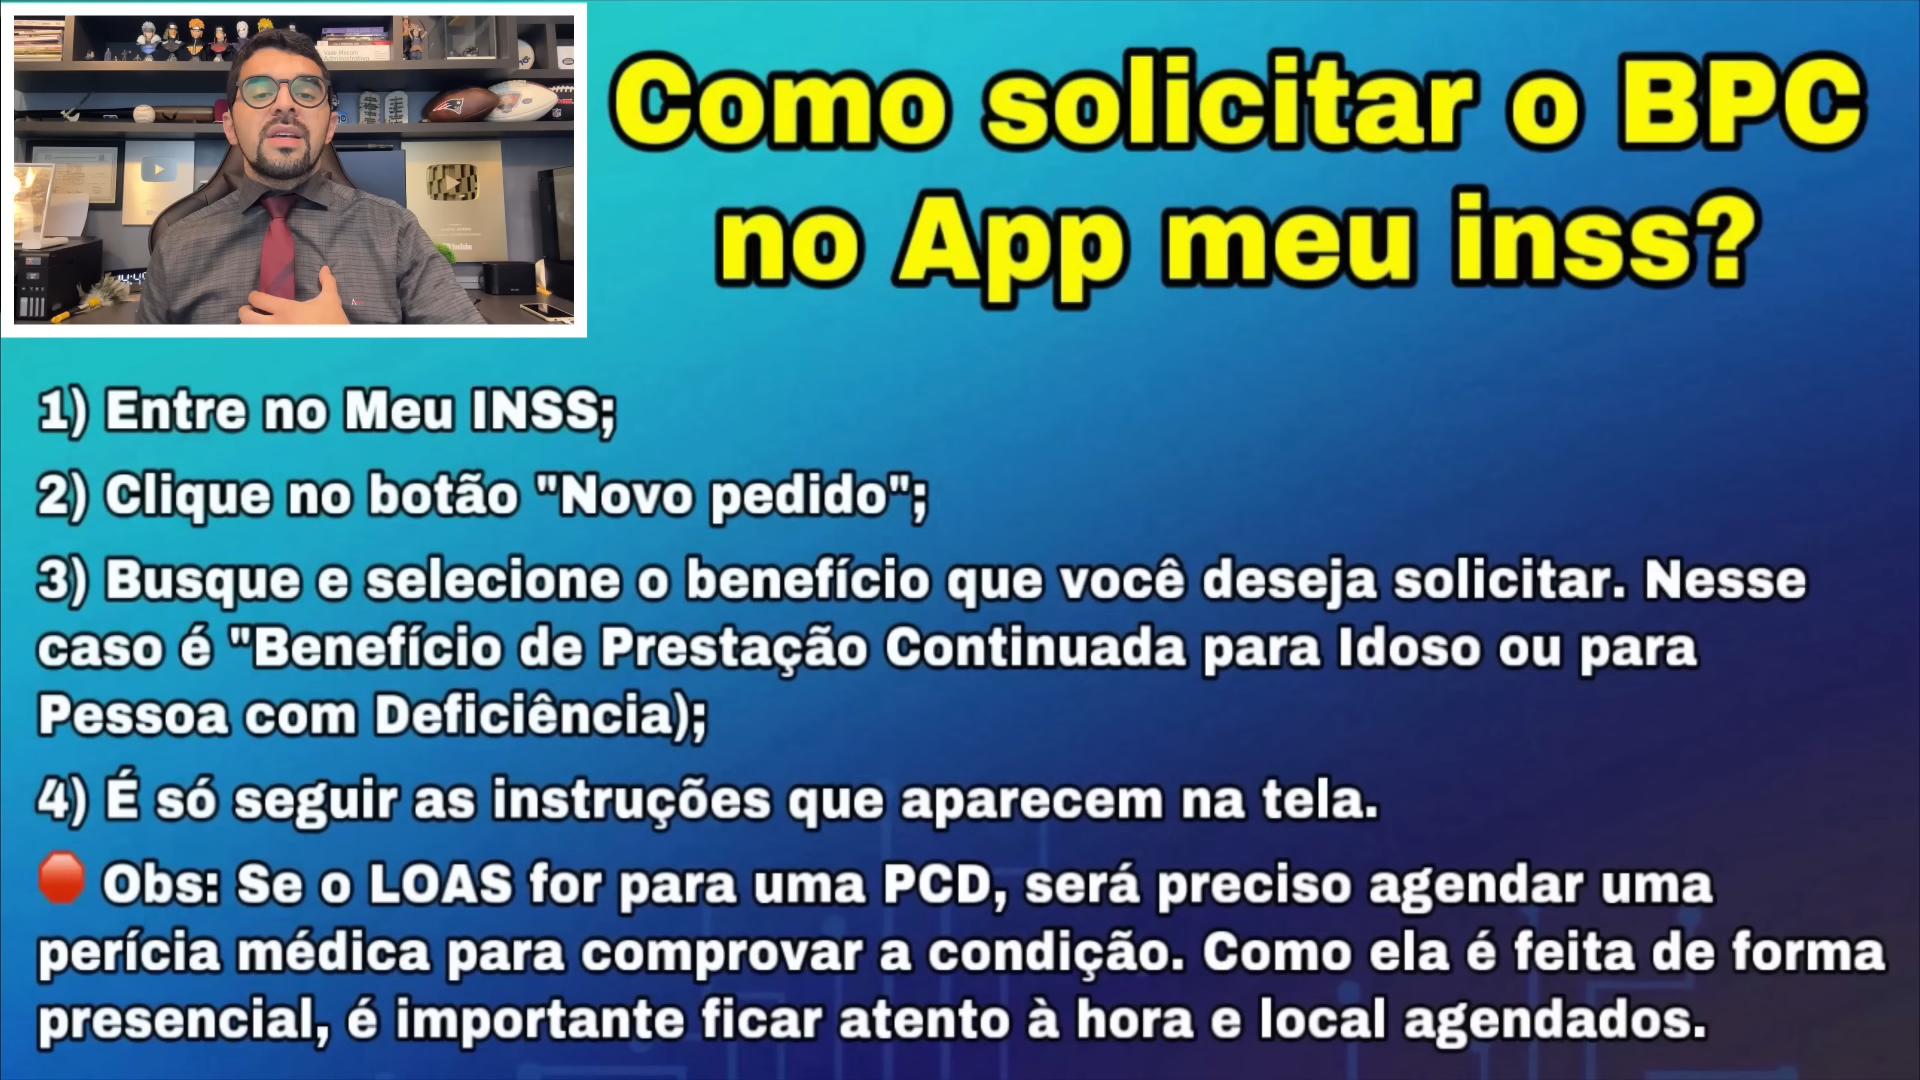 Como solicitar o BPC
no App meu inss?
1) Entre no Meu INSS;
2) Clique no botão "Novo pedido";
3) Busque e selecione o benefício que você deseja solicitar. Nesse
caso é "Benefício de Prestação Continuada para Idoso ou para
Pessoa com Deficiência);
4) É só seguir as instruções que aparecem na tela.
Obs: Se o LOAS for para uma PCD, será preciso agendar uma
perícia médica para comprovar a condição. Como ela é feita de forma
presencial, é importante ficar atento à hora e local agendados.